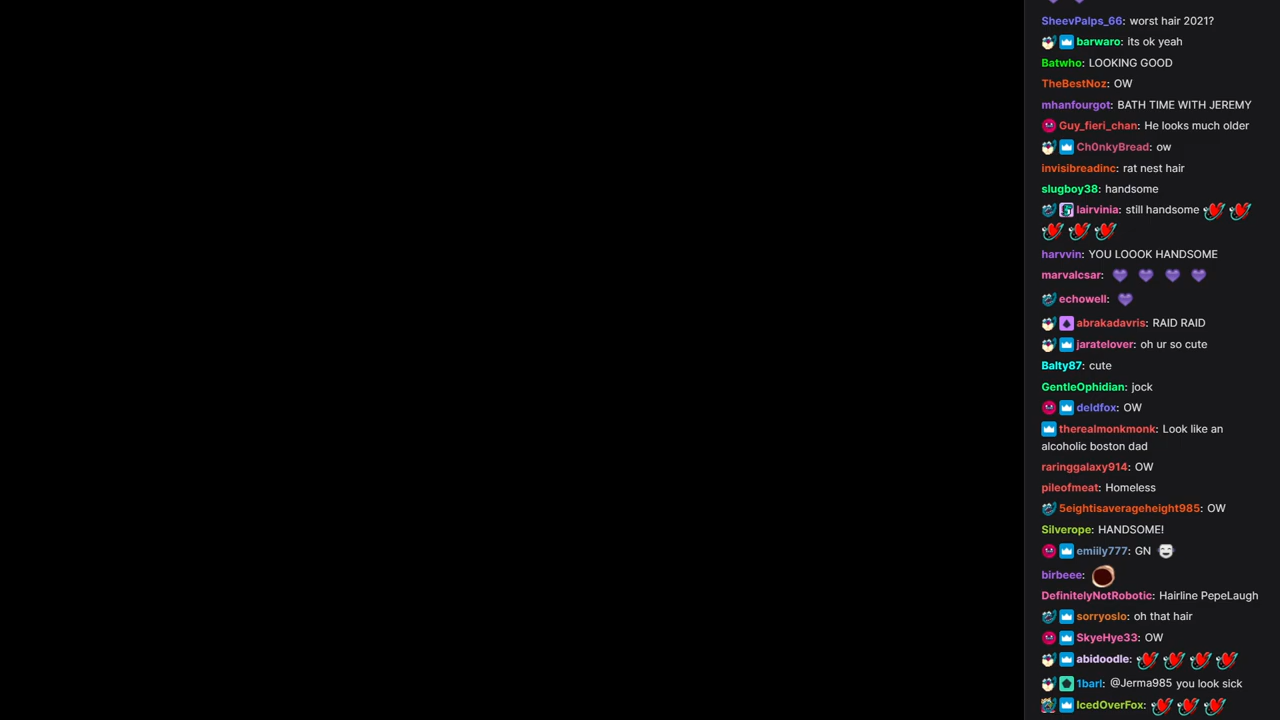 SheevPalps_66: worst hair 2021?
barwaro: its ok yeah
Batwho: LOOKING GOOD
TheBestNoz: OW
mhanfourgot: BATH TIME WITH JEREMY
Guy_fieri_chan: He looks much older
Ch0nkyBread: ow
invisibreadinc: rat nest hair
slugboy38: handsome
lairvinia: still handsome
harvvin: YOU LOOOK HANDSOME
marvalcsar:
echowell:
abrakadavris: RAID RAID
jaratelover: oh ur so cute
Balty87: cute
GentleOphidian: jock
deldfox: OW
therealmonkmonk: Look like an
alcoholic boston dad
raringgalaxy914: OW
pileofmeat: Homeless
5eightisaverageheight985: OW
Silverope: HANDSOME!
emiily777: GN
birbeee:
DefinitelyNotRobotic: Hairline PepeLaugh
sorryoslo: oh that hair
SkyeHye33: OW
abidoodle:
1barl: @Jerma985 you look sick
IcedOverFox: